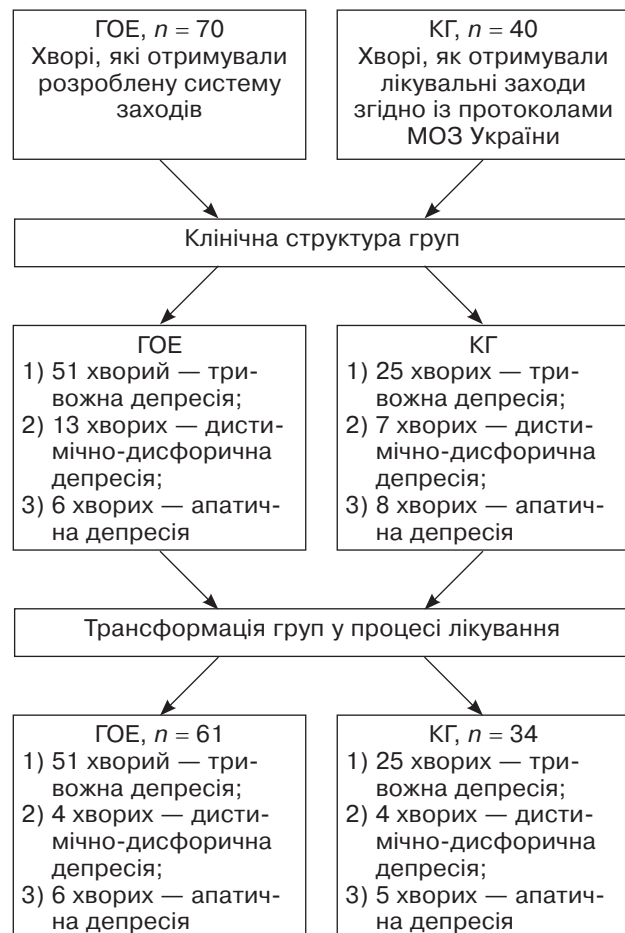 ГОЕ, n = 70
Хворі, які отримували
розроблену систему
заходів
КГ, n = 40
Хворі, як отримували
лікувальні заходи
згідно із протоколами
МОЗ України
Клінічна структура груп
ГОЕ
1) 51 хворий — три-
вожна депресія;
2) 13 хворих — дисти-
мічно-дисфорична
депресія;
3) 6 хворих — апатич-
на депресія
КГ
1) 25 хворих — три-
вожна депресія;
2) 7 хворих — дисти-
мічно-дисфорична
депресія;
3) 8 хворих — апатич-
на депресія
Трансформація груп у процесі лікування
ГОЕ, n = 61
1) 51 хворий — три-
вожна депресія;
2) 4 хворих — дисти-
мічно-дисфорична
депресія;
3) 6 хворих — апатич-
на депресія
КГ, n = 34
1) 25 хворих — три-
вожна депресія;
2) 4 хворих — дисти-
мічно-дисфорична
депресія;
3) 5 хворих — апатич-
на депресія